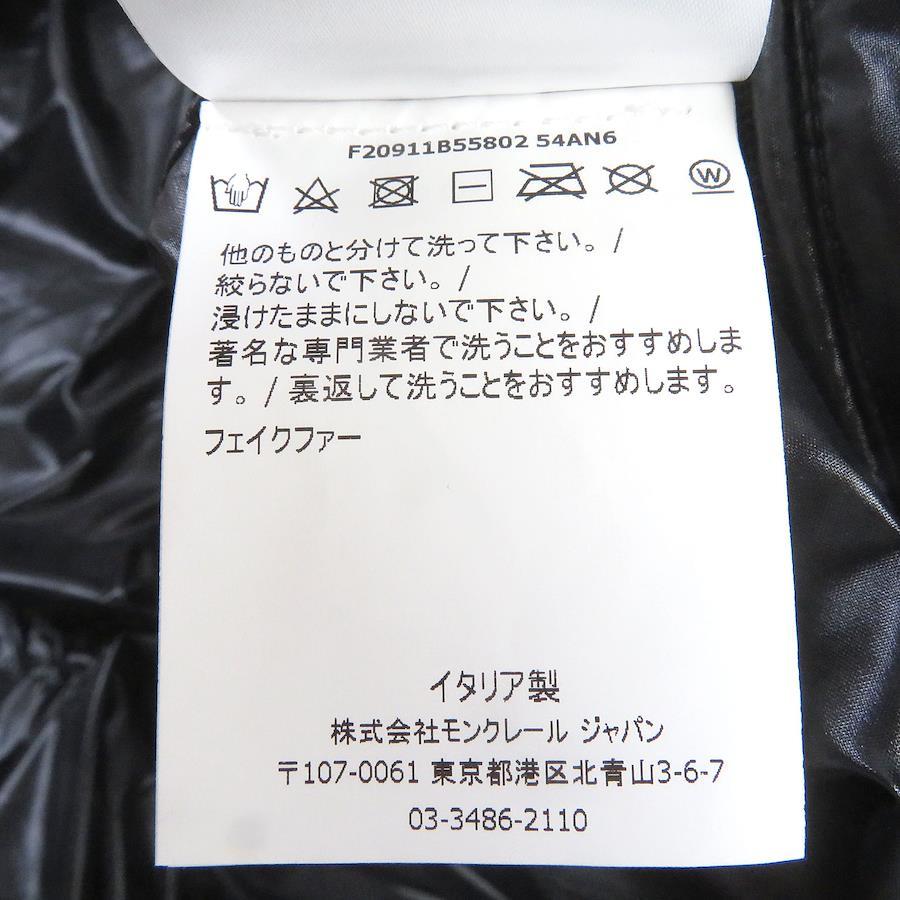 F20911B55802 54AN6
W
他のものと分けて洗って下さい。/
絞らないで下さい。/
浸けたままにしないで下さい。/
著名な専門業者で洗うことをおすすめしま
す。/ 裏返して洗うことをおすすめします。
フェイクファー
イタリア製
株式会社モンクレール ジャパン
〒107-0061 東京都港区北青山3-6-7
03-3486-2110